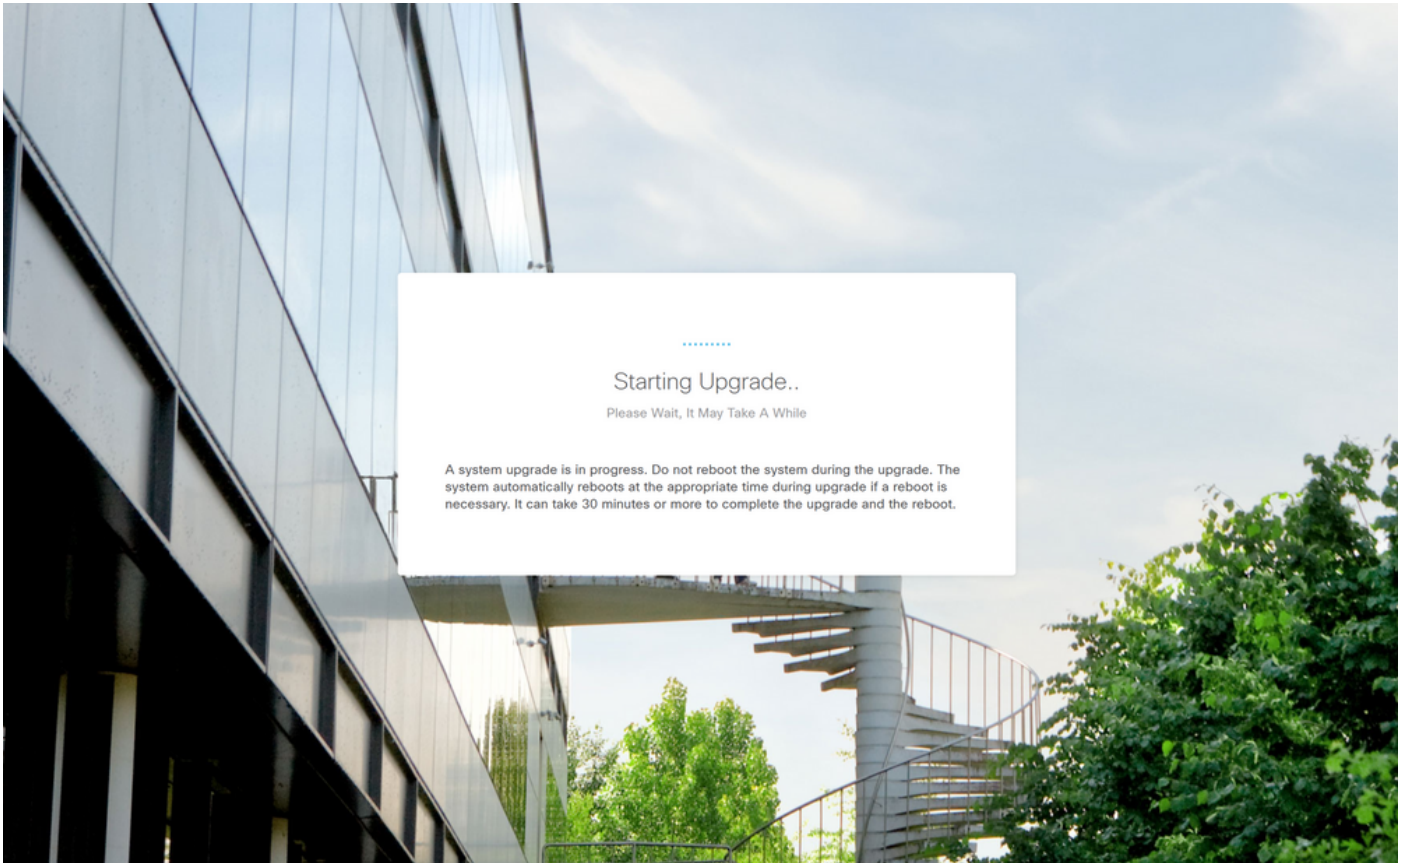 Starting Upgrade..
Please Wait, It May Take A While
A system upgrade is in progress. Do not reboot the system during the upgrade. The
system automatically reboots at the appropriate time during upgrade if a reboot is
necessary. It can take 30 minutes or more to complete the upgrade and the reboot.